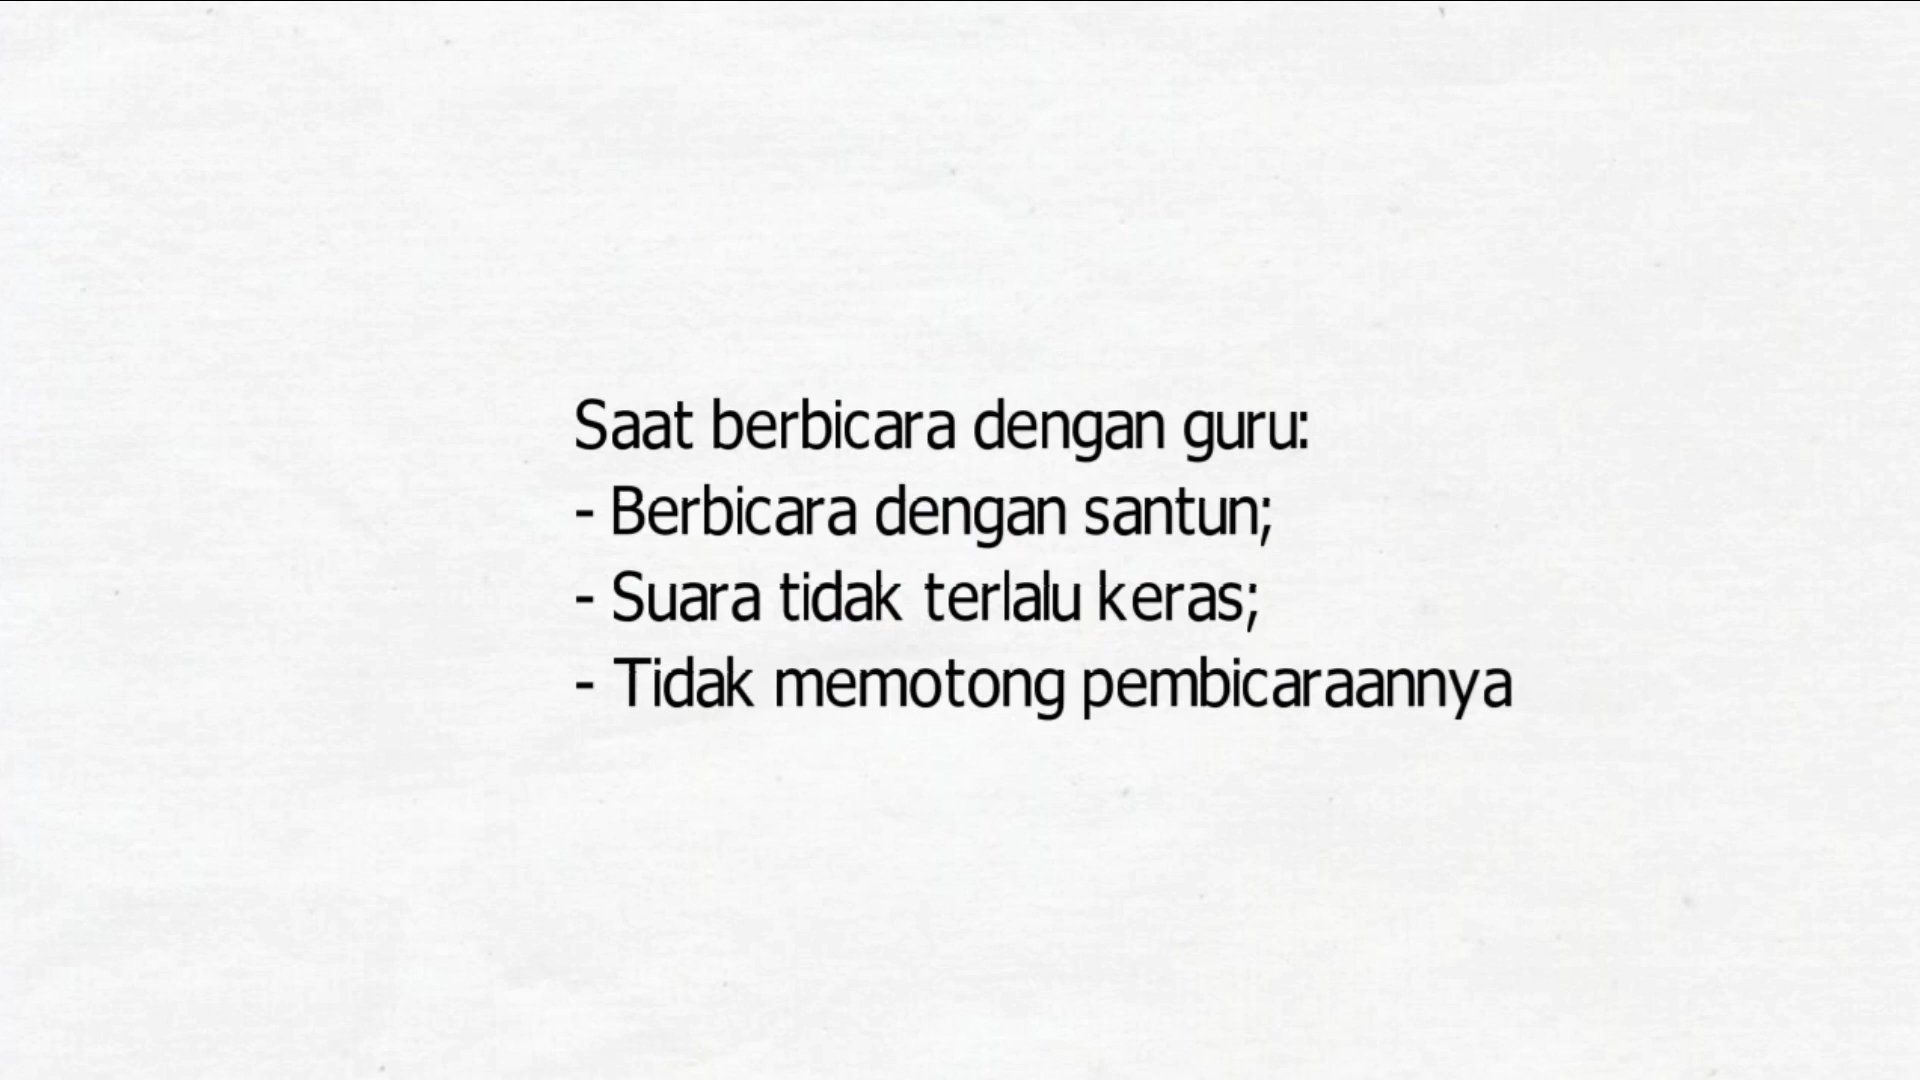 Saat berbicara dengan guru:
- Berbicara dengan santun;
- Suara tidak terlalu keras;
- Tidak memotong pembicaraannya